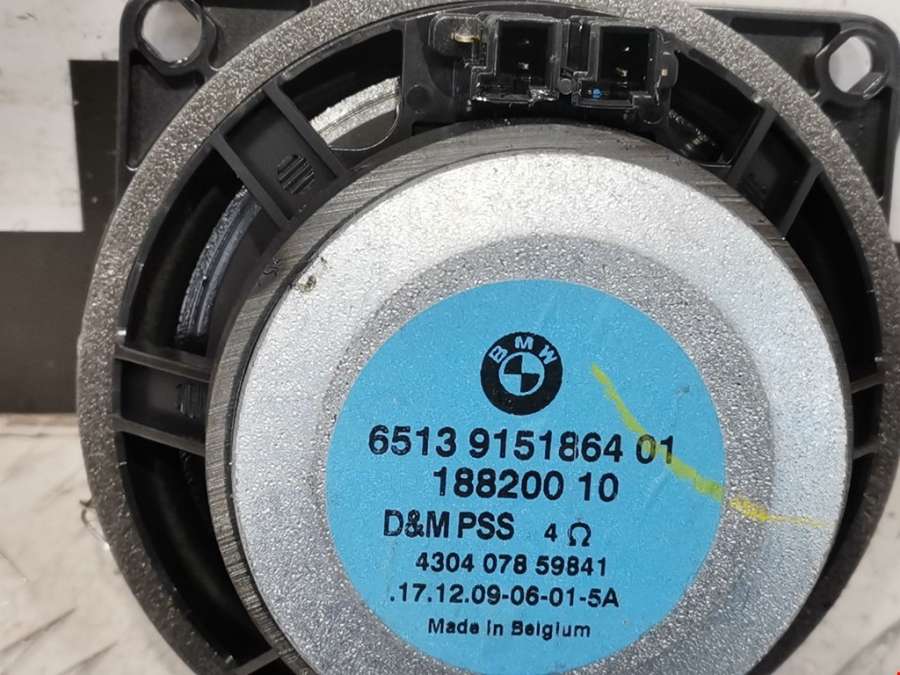 BMW
6513 9151864 01
188200 10
D&M PSS 4 Ω
4304 078 59841
.17.12.09-06-01-5A
Made in Belgium